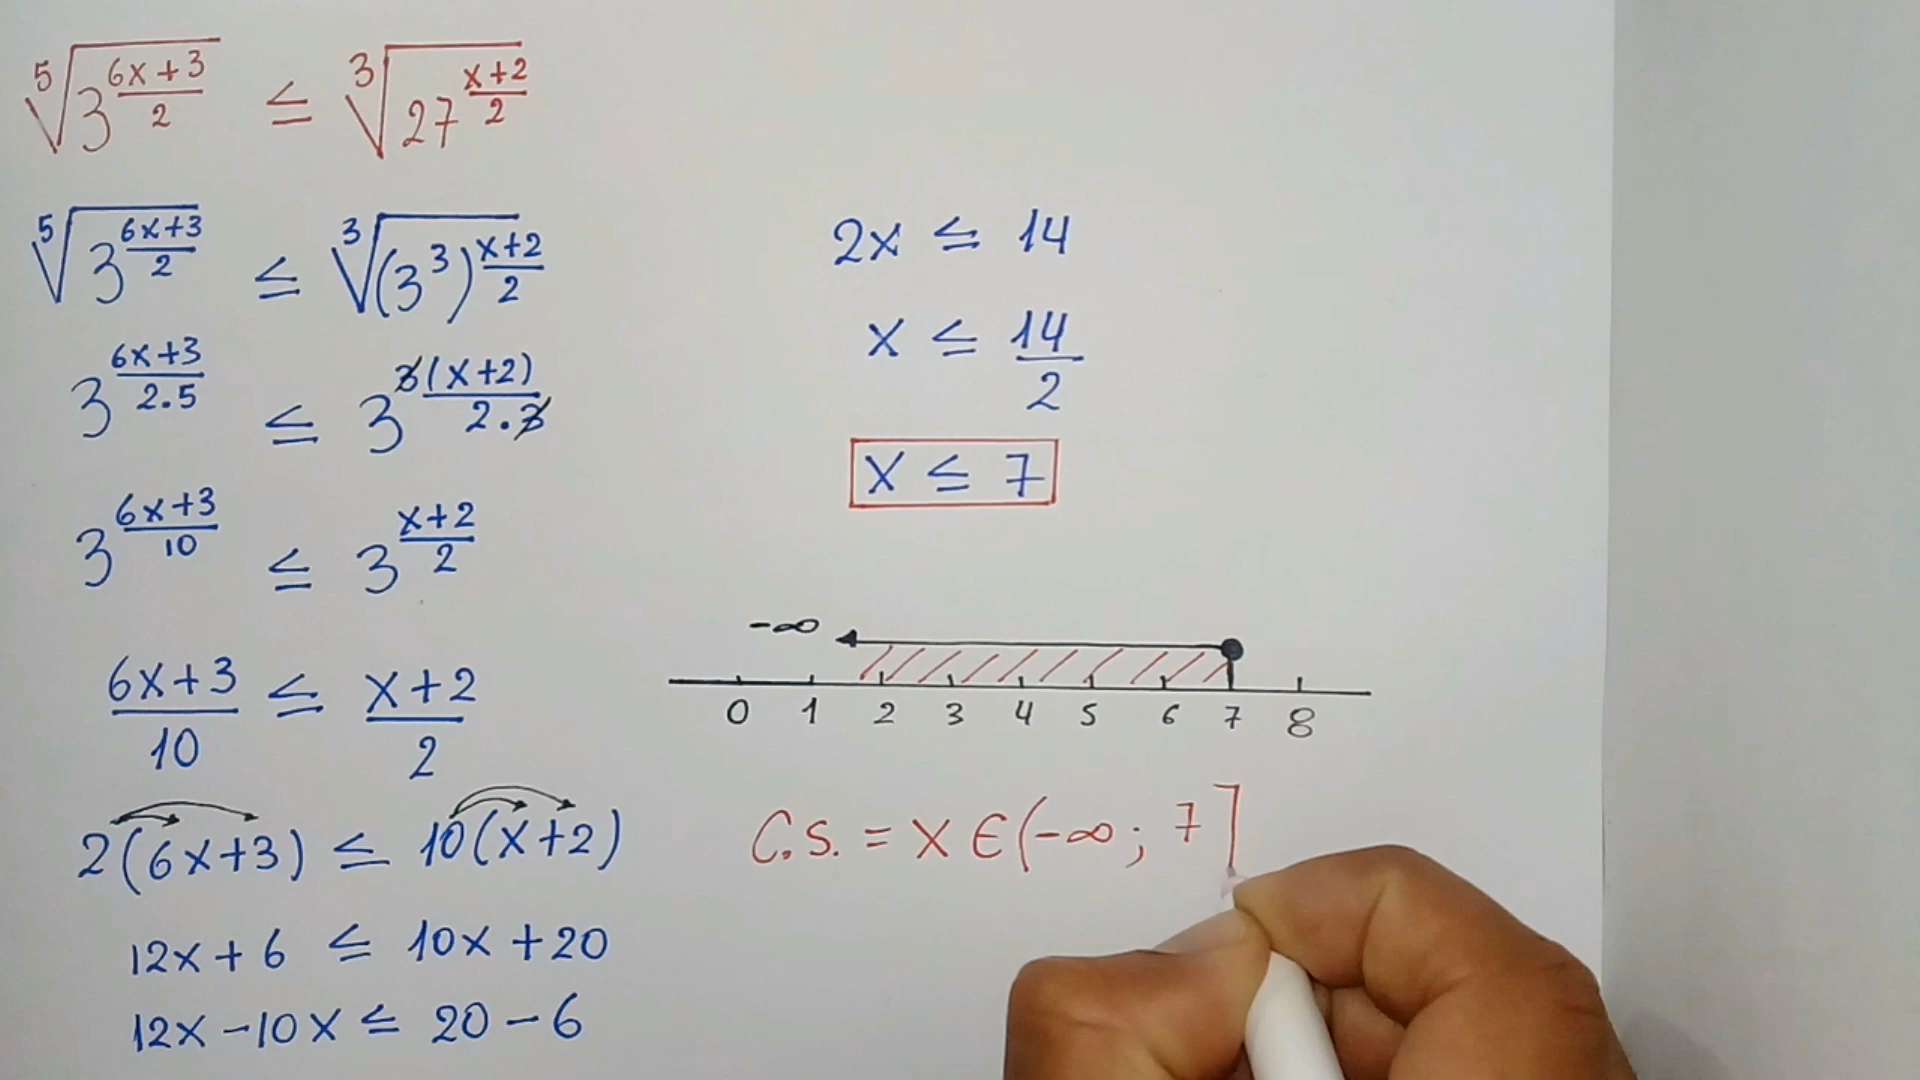 ⁵√(3^((6x+3)/2)) ≤ ³√(27^((x+2)/2))
⁵√(3^((6x+3)/2)) ≤ ³√((3³)^((x+2)/2))
3^((6x+3)/(2.5)) ≤ 3^(3(x+2)/(2.3))
3^((6x+3)/10) ≤ 3^((x+2)/2)
(6x+3)/10 ≤ (x+2)/2
2(6x+3) ≤ 10(x+2)
12x+6 ≤ 10x+20
12x-10x ≤ 20-6
2x ≤ 14
x ≤ 14/2
x ≤ 7
-∞
0 1 2 3 4 5 6 7 8
C.S. = x ∈ (-∞; 7]